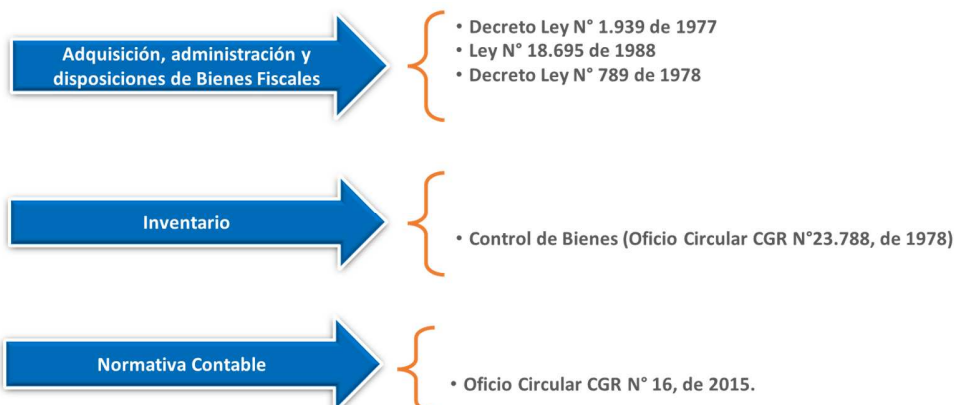 Adquisición, administración y
disposiciones de Bienes Fiscales
• Decreto Ley N° 1.939 de 1977
• Ley N° 18.695 de 1988
• Decreto Ley N° 789 de 1978
Inventario
• Control de Bienes (Oficio Circular CGR N°23.788, de 1978)
Normativa Contable
• Oficio Circular CGR N° 16, de 2015.